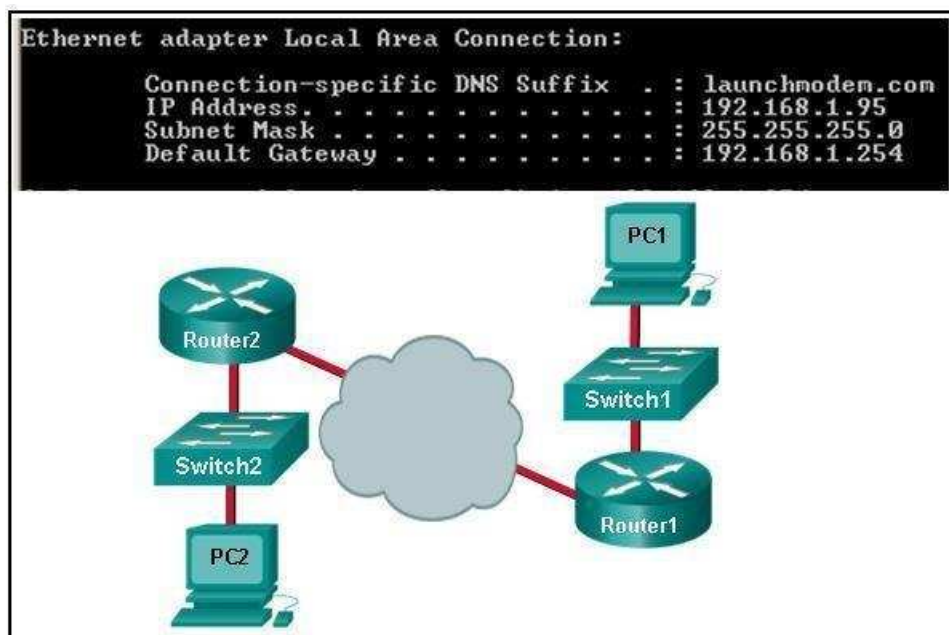 Ethernet adapter Local Area Connection:
Connection-specific DNS Suffix . : launchmodem.com
IP Address. . . . . . . . . . . . : 192.168.1.95
Subnet Mask . . . . . . . . . . . : 255.255.255.0
Default Gateway . . . . . . . . . : 192.168.1.254
PC1
Router2
Switch1
Switch2
Router1
PC2